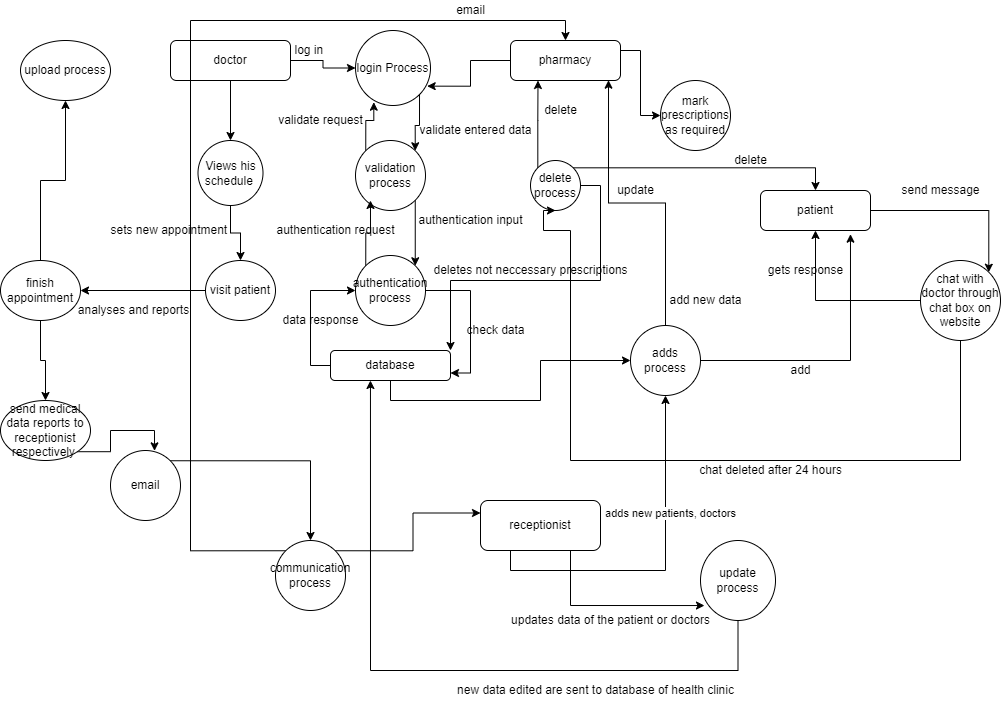 email
upload process
doctor
log in
login Process
pharmacy
mark
prescriptions
as required
delete
validate request
validate entered data
Views his
schedule
validation
process
delete
process
delete
update
patient
send message
sets new appointment
authentication request
authentication input
finish
appointment
visit patient
analyses and reports
authentication
process
deletes not neccessary prescriptions
gets response
chat with
doctor through
chat box on
website
data response
check data
add new data
database
adds
process
add
send medical
data reports to
receptionist
respectively
email
chat deleted after 24 hours
receptionist
adds new patients, doctors
communication
process
update
process
updates data of the patient or doctors
new data edited are sent to database of health clinic